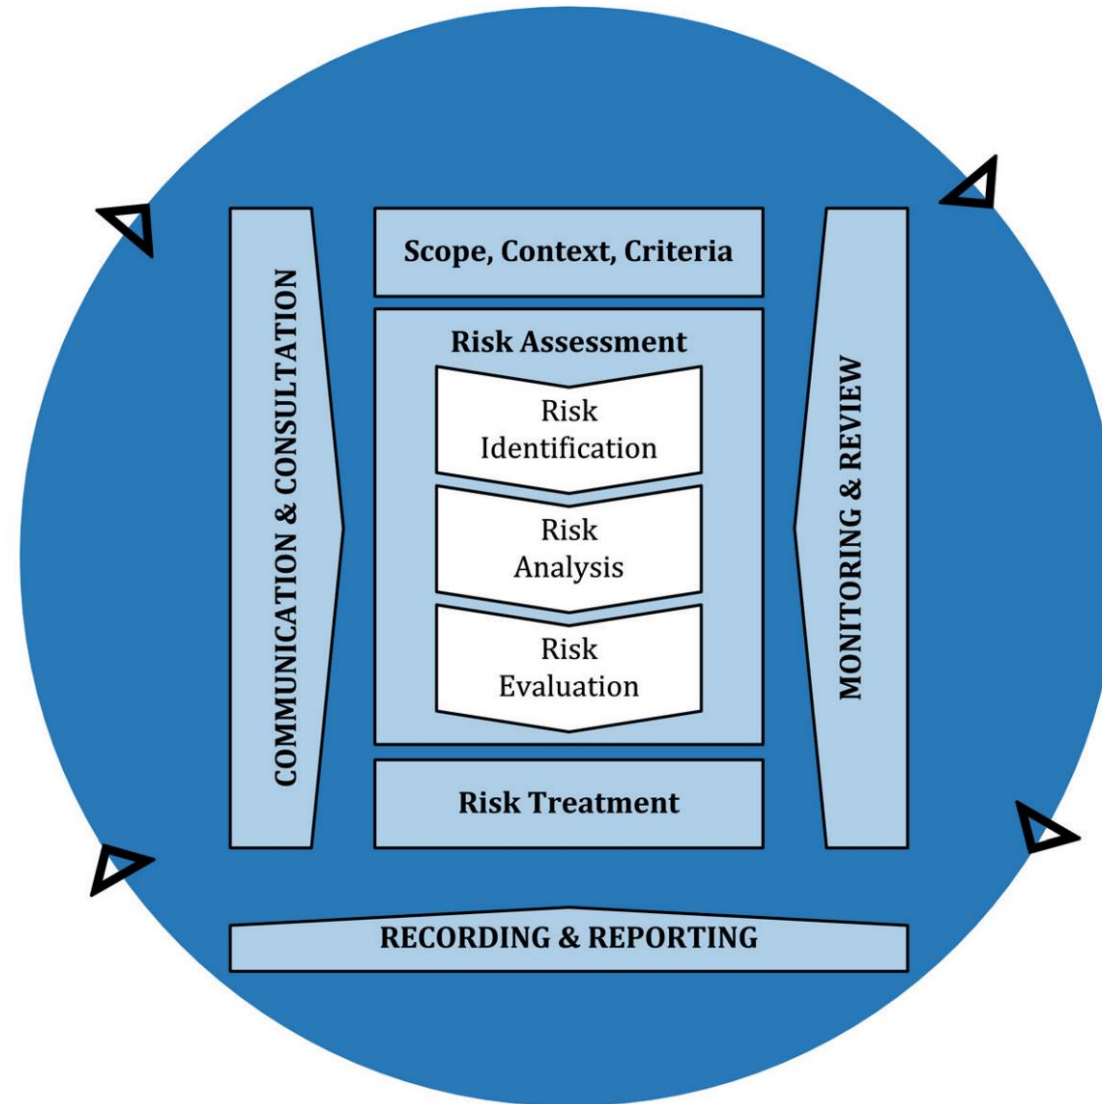 Scope, Context, Criteria
COMMUNICATION & CONSULTATION
Risk Assessment
Risk
Identification
Risk
Analysis
Risk
Evaluation
MONITORING & REVIEW
Risk Treatment
RECORDING & REPORTING